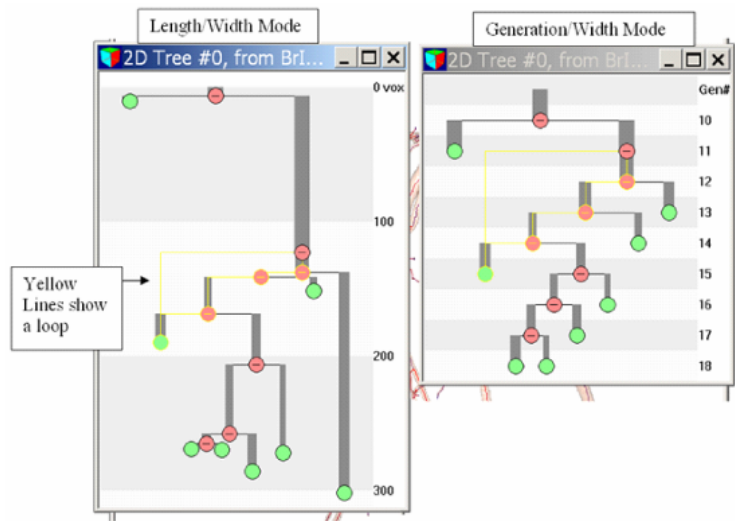 Length/Width Mode
Generation/Width Mode
2D Tree #0, from BrI...
0 vox
100
200
300
Yellow
Lines show
a loop
2D Tree #0, from BrI...
Gen#
10
11
12
13
14
15
16
17
18